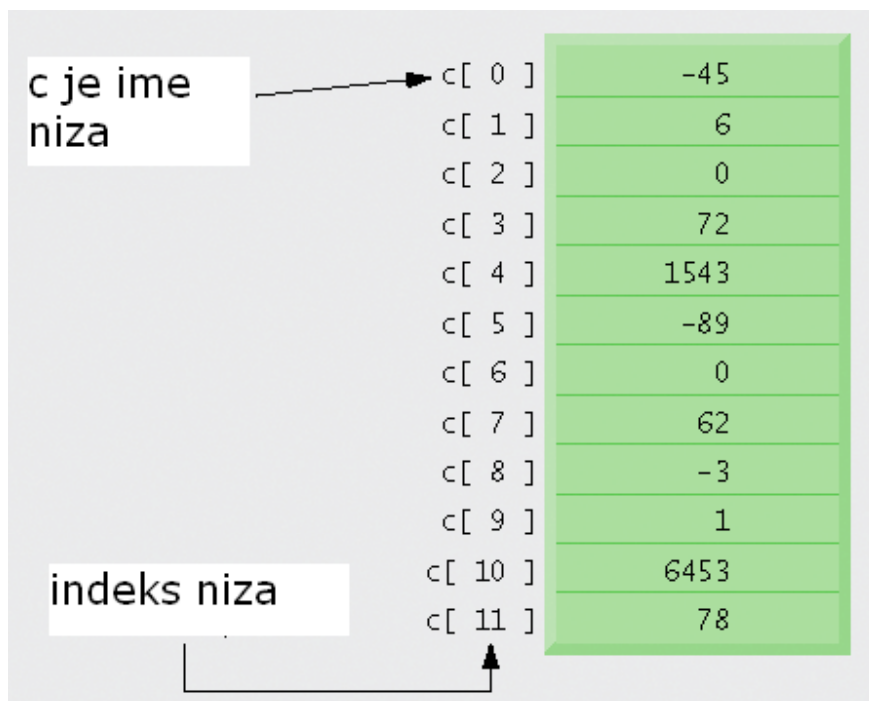 c je ime
niza
c[ 0 ] -45
c[ 1 ] 6
c[ 2 ] 0
c[ 3 ] 72
c[ 4 ] 1543
c[ 5 ] -89
c[ 6 ] 0
c[ 7 ] 62
c[ 8 ] -3
c[ 9 ] 1
c[ 10 ] 6453
c[ 11 ] 78
indeks niza